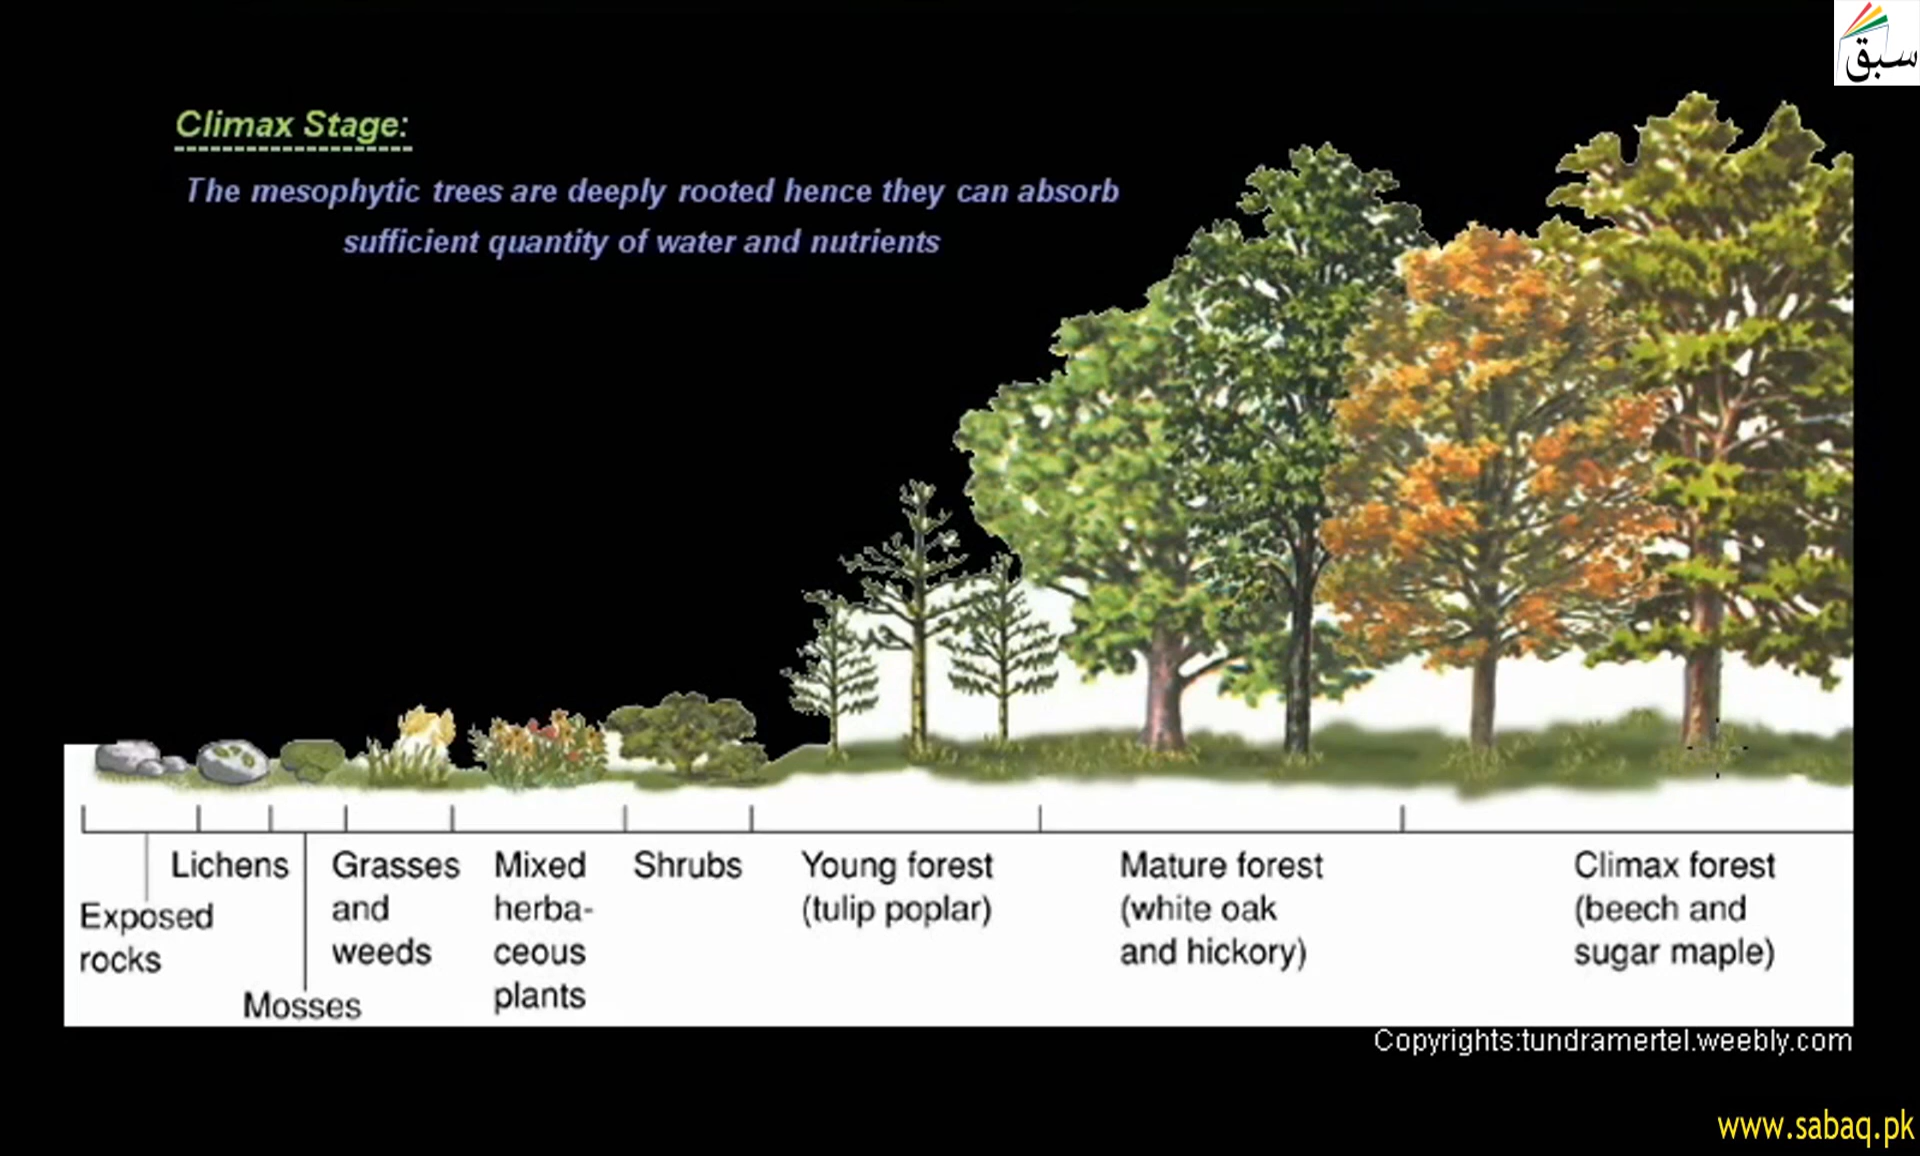 سبق
Climax Stage:
The mesophytic trees are deeply rooted hence they can absorb
sufficient quantity of water and nutrients
Exposed
rocks
Lichens
Mosses
Grasses
and
weeds
Mixed
herba-
ceous
plants
Shrubs
Young forest
(tulip poplar)
Mature forest
(white oak
and hickory)
Climax forest
(beech and
sugar maple)
Copyrights:tundramertel.weebly.com
www.sabaq.pk